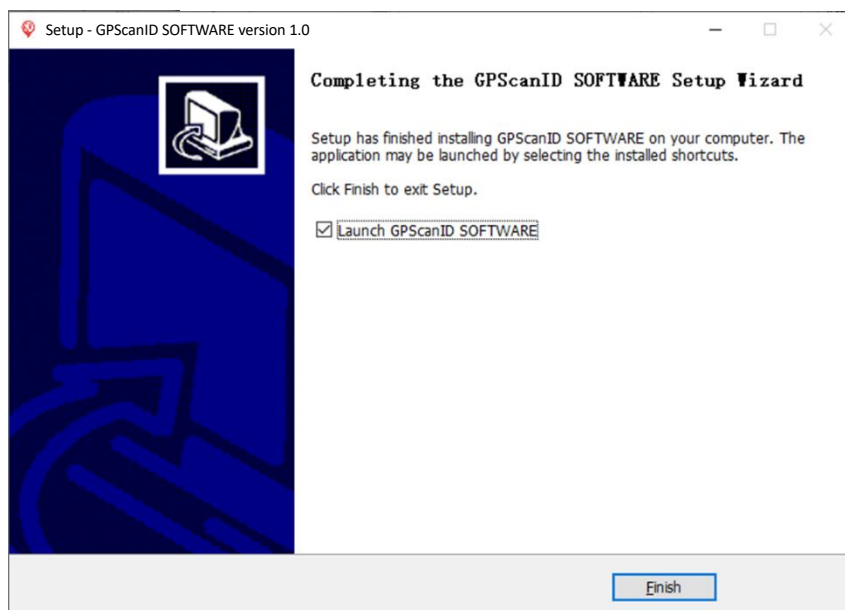 Setup - GPScanID SOFTWARE version 1.0
Completing the GPScanID SOFTWARE Setup Wizard
Setup has finished installing GPScanID SOFTWARE on your computer. The
application may be launched by selecting the installed shortcuts.
Click Finish to exit Setup.
Launch GPScanID SOFTWARE
Finish